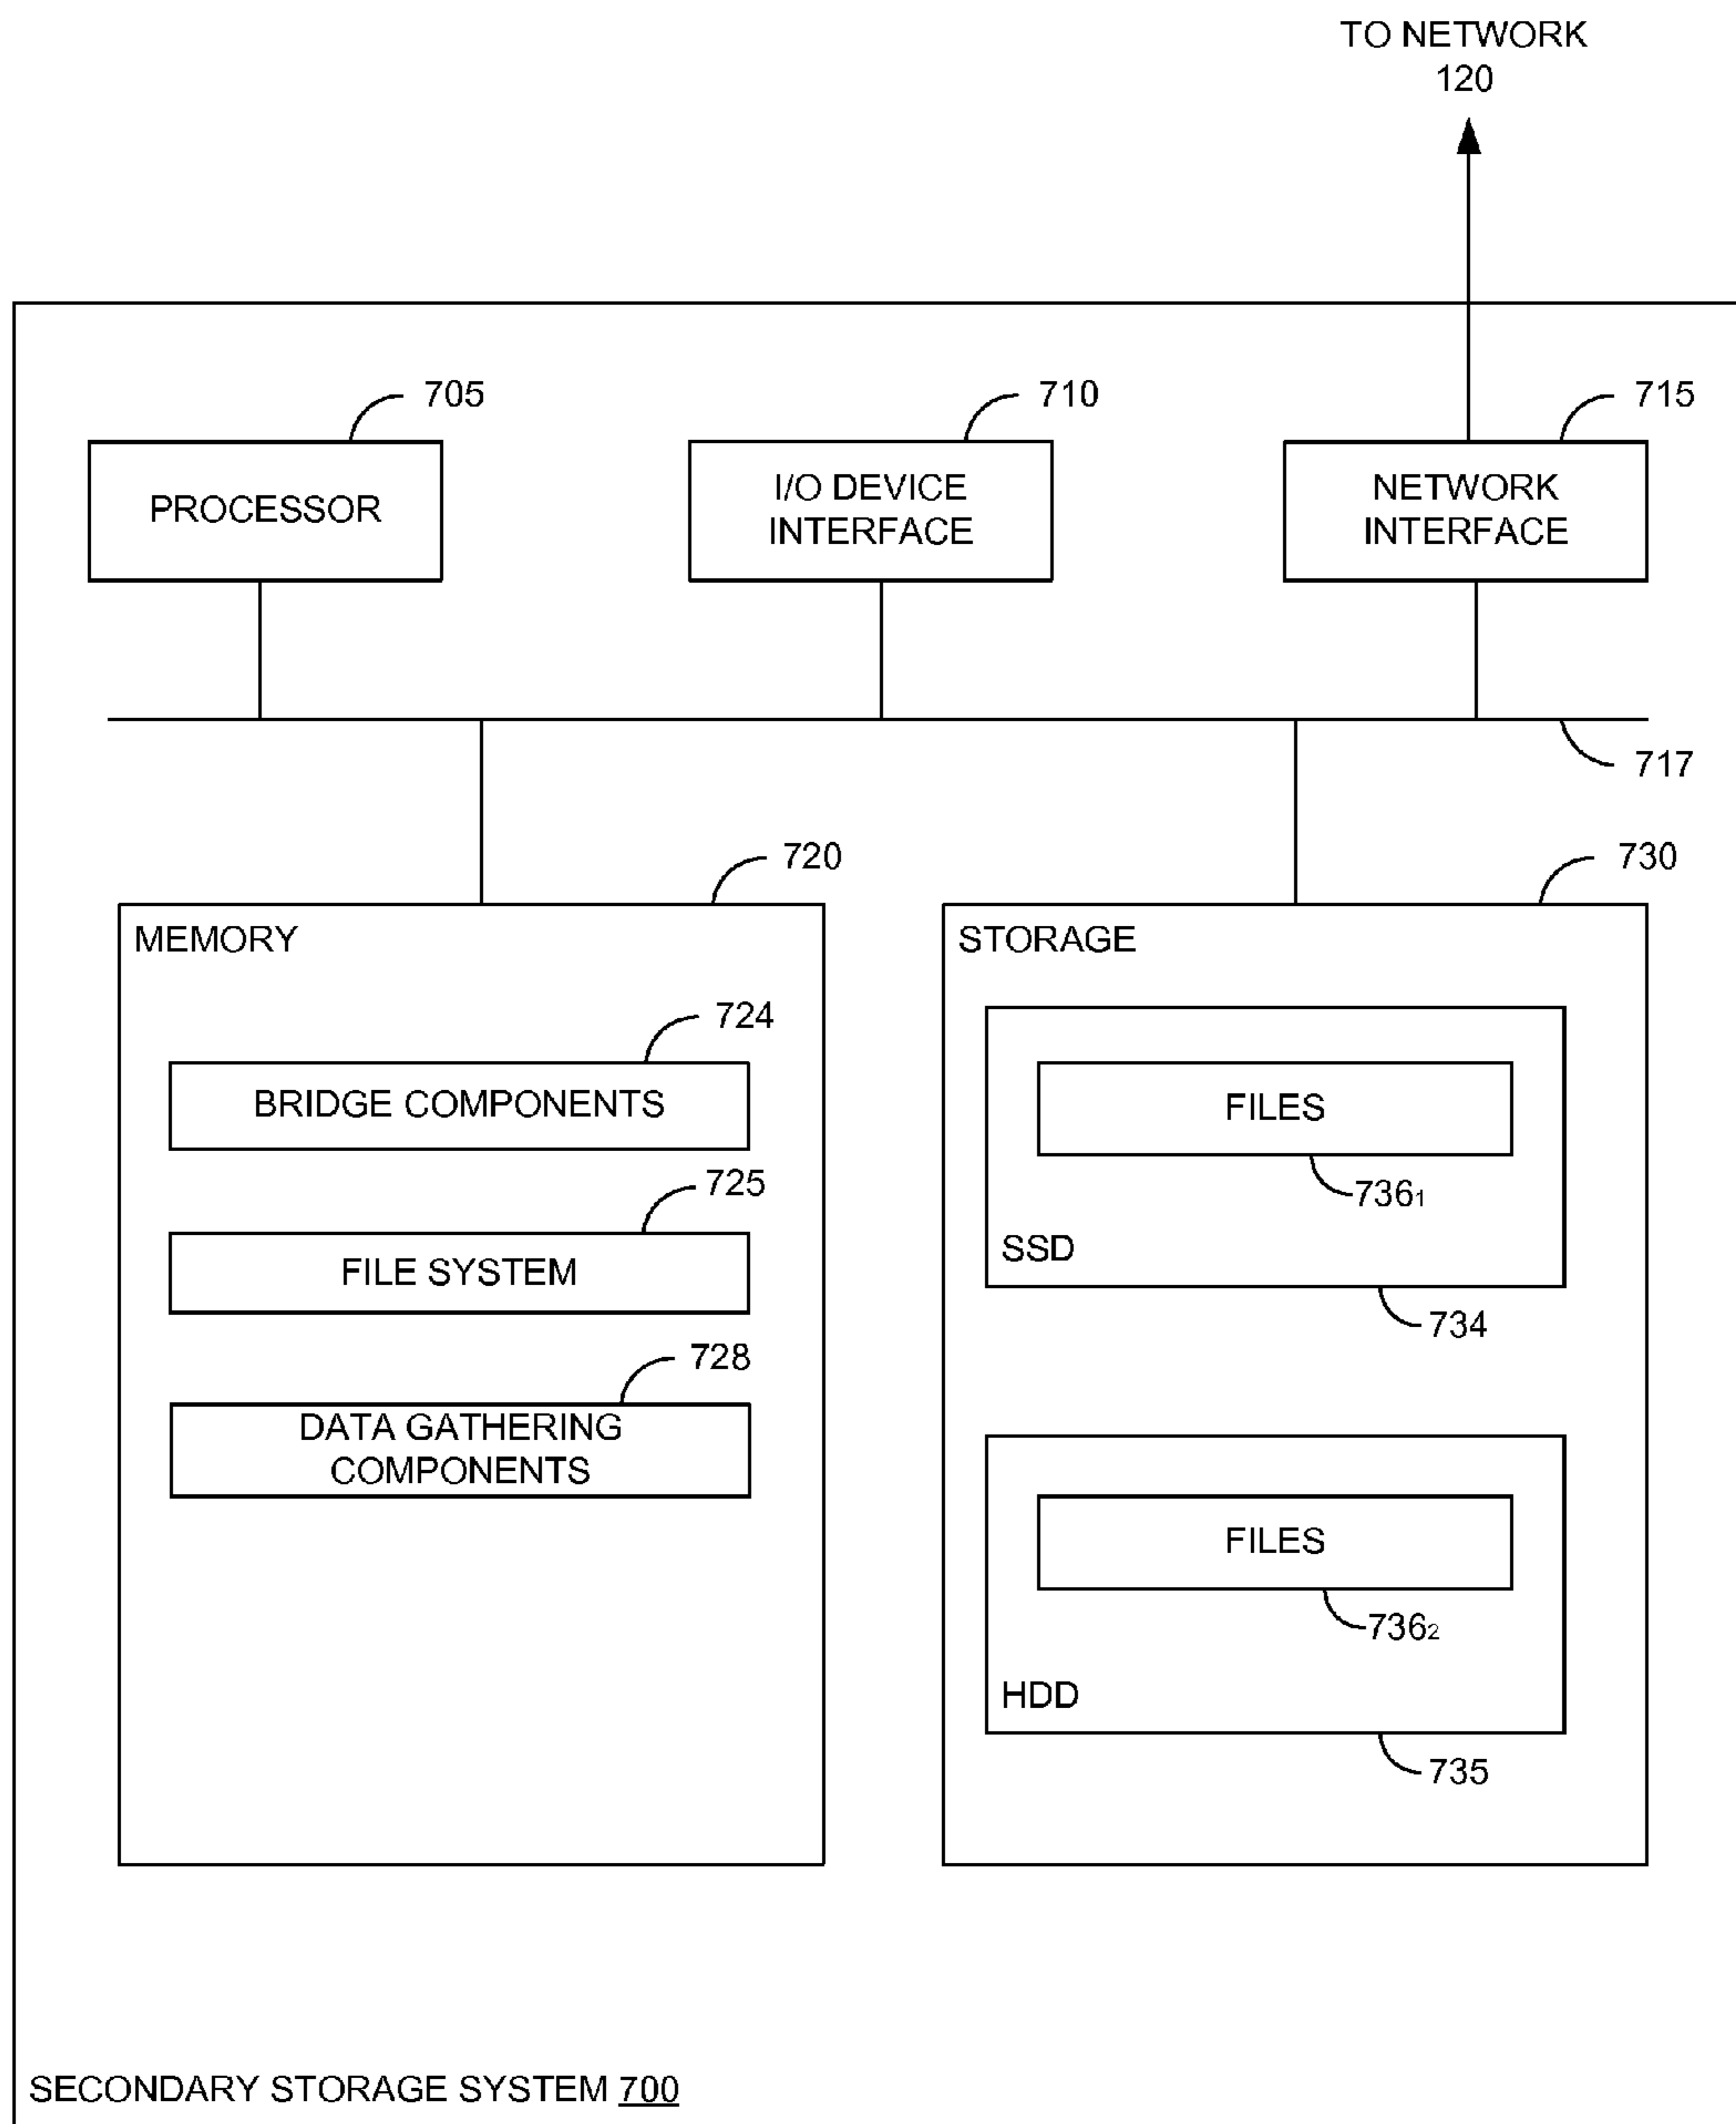 TO NETWORK
120
705
710
715
PROCESSOR
I/O DEVICE
INTERFACE
NETWORK
INTERFACE
717
720
730
MEMORY
STORAGE
724
BRIDGE COMPONENTS
FILES
725
736₁
FILE SYSTEM
SSD
734
728
DATA GATHERING
COMPONENTS
FILES
736₂
HDD
735
SECONDARY STORAGE SYSTEM 700